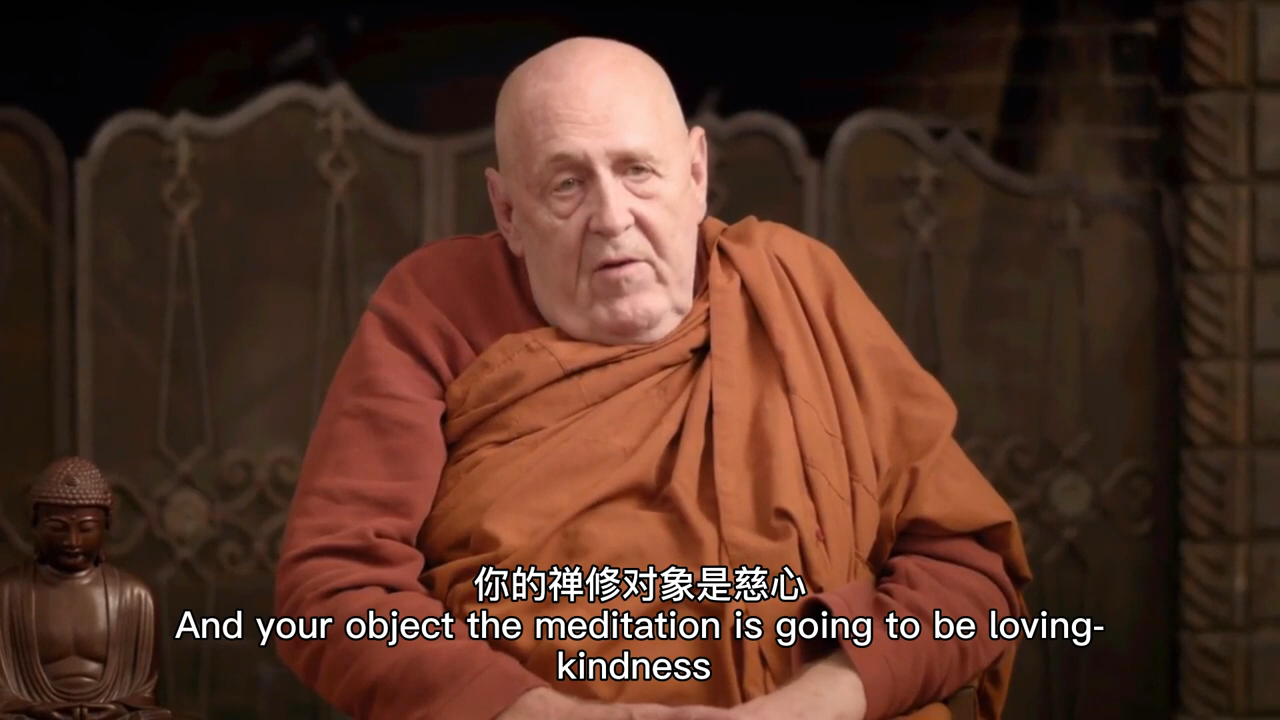 你的禅修对象是慈心
And your object the meditation is going to be loving-
kindness